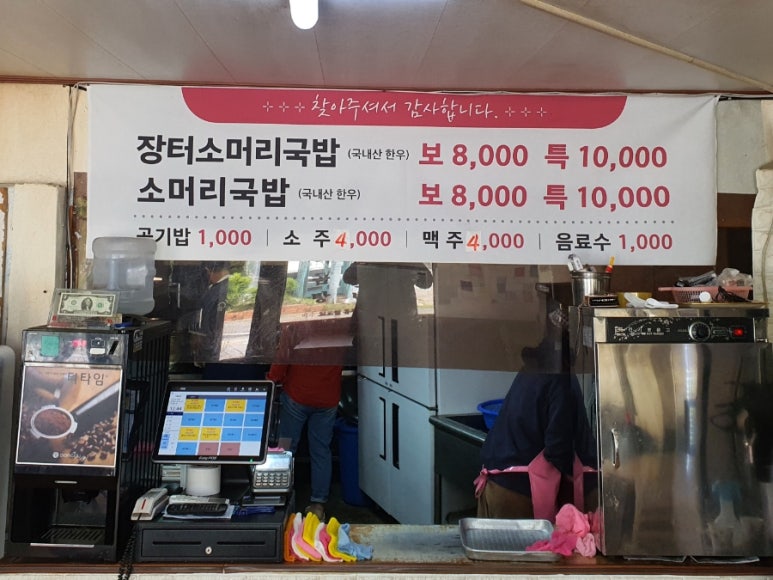 찾아주셔서 감사합니다.
장터소머리국밥 (국내산 한우) 보 8,000 특 10,000
소머리국밥 (국내산 한우) 보 8,000 특 10,000
공기밥 1,000 | 소 주 4,000 | 맥 주 4,000 | 음료수 1,000
티타임